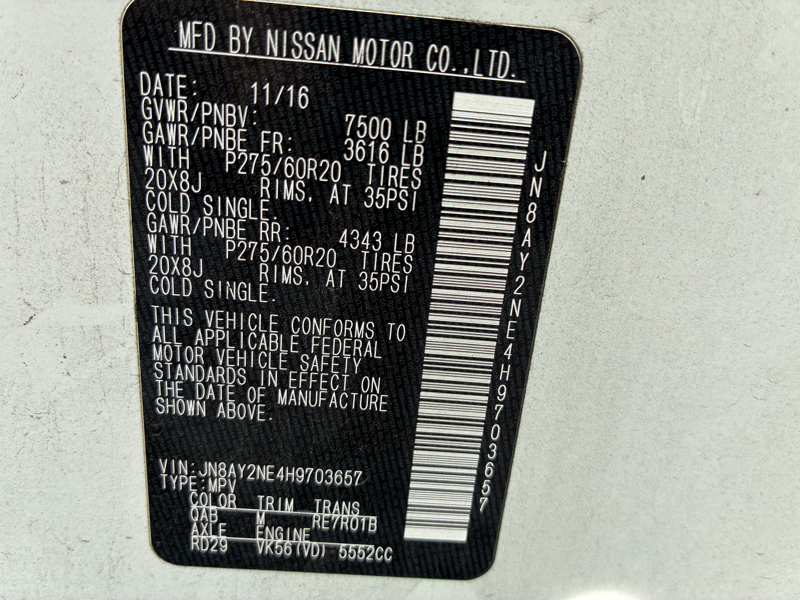 MFD BY NISSAN MOTOR CO.,LTD.
DATE: 11/16
GVWR/PNBV: 7500 LB
GAWR/PNBE FR: 3616 LB
WITH P275/60R20 TIRES
20X8J RIMS, AT 35PSI
COLD SINGLE.
GAWR/PNBE RR: 4343 LB
WITH P275/60R20 TIRES
20X8J RIMS, AT 35PSI
COLD SINGLE.
THIS VEHICLE CONFORMS TO
ALL APPLICABLE FEDERAL
MOTOR VEHICLE SAFETY
STANDARDS IN EFFECT ON
THE DATE OF MANUFACTURE
SHOWN ABOVE.
VIN:JN8AY2NE4H9703657
TYPE:MPV
COLOR TRIM TRANS
QAB M RE7R01B
AXLE ENGINE
RD29 VK56(VD) 5552CC
JN8AY2NE4H9703657